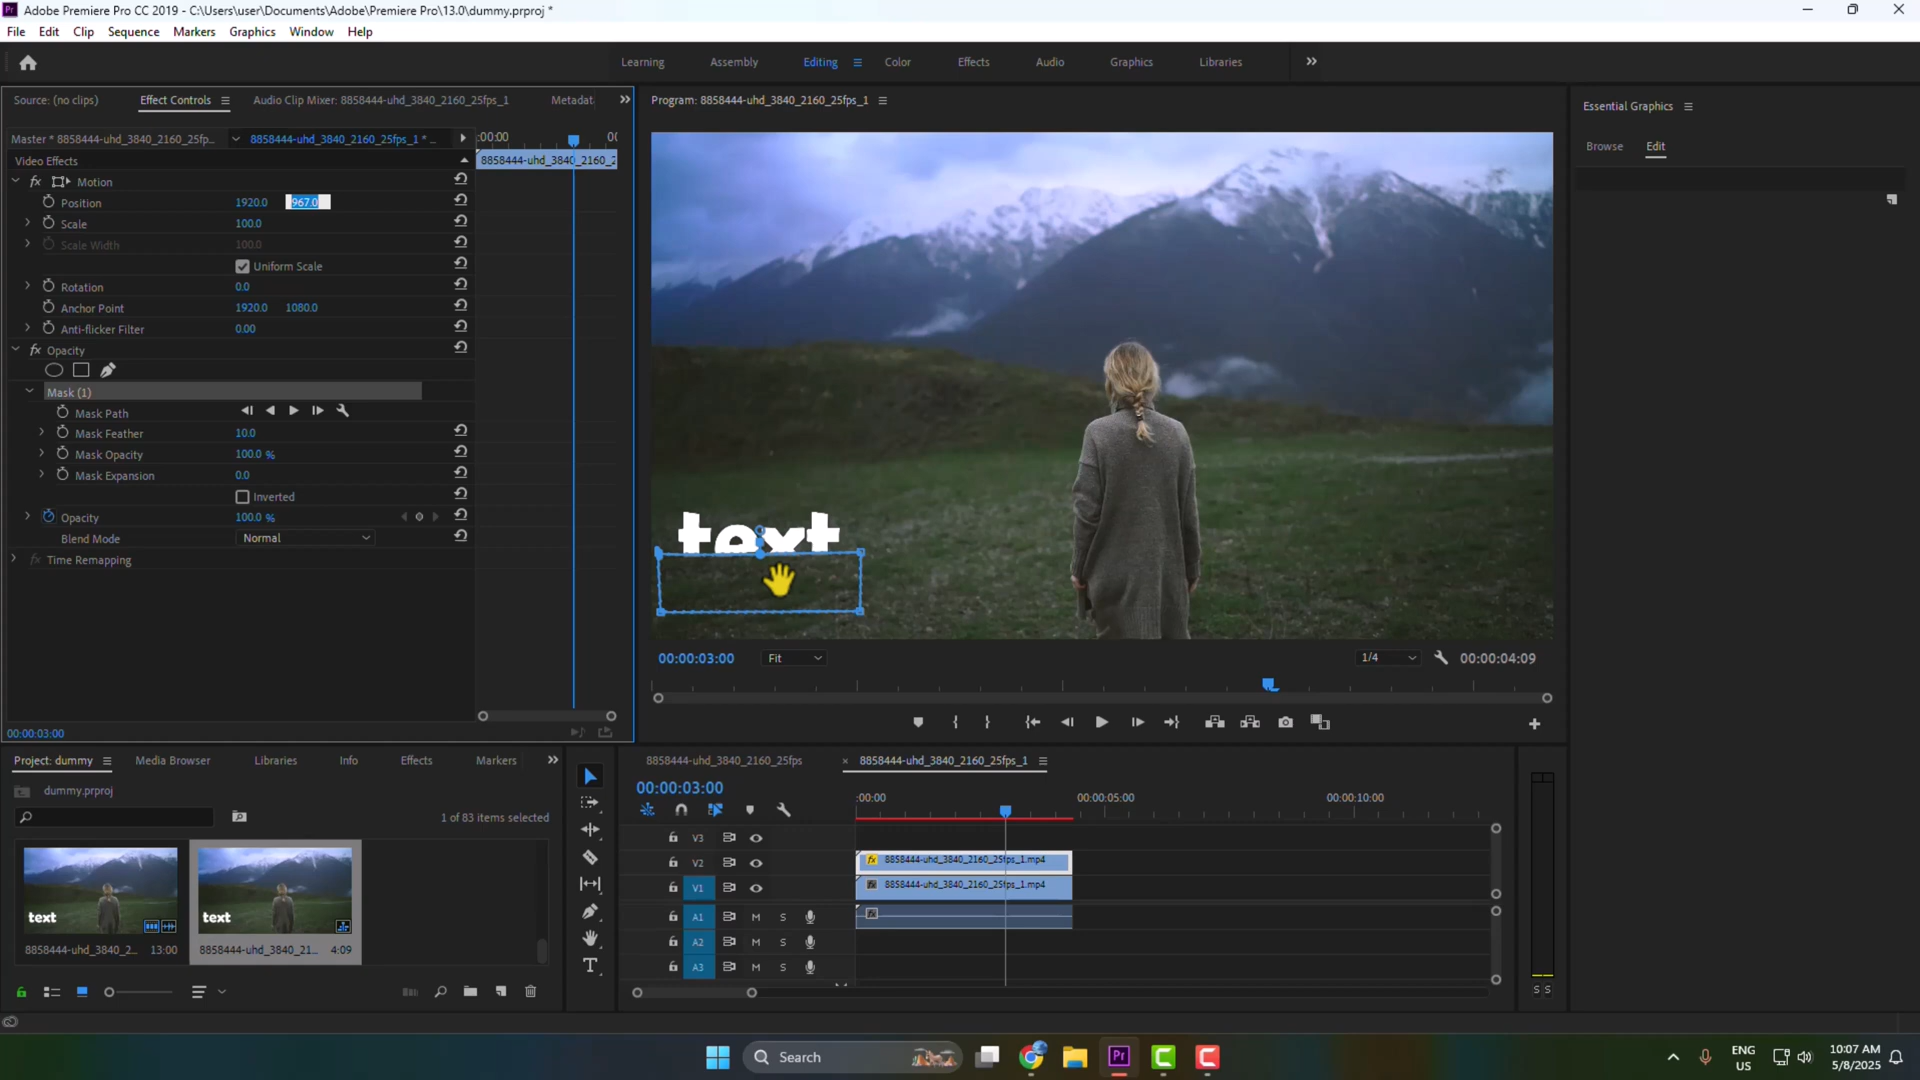 Adobe Premiere Pro CC 2019 - C:\Users\user\Documents\Adobe\Premiere Pro\13.0\dummy.prproj *
File Edit Clip Sequence Markers Graphics Window Help
Learning Assembly Editing Color Effects Audio Graphics Libraries
Source: (no clips) Effect Controls Audio Clip Mixer: 8858444-uhd_3840_2160_25fps_1 Metadat
Program: 8858444-uhd_3840_2160_25fps_1
Essential Graphics
Browse Edit
Master * 8858444-uhd_3840_2160_25fp... 8858444-uhd_3840_2160_25fps_1 *...
:00:00
Video Effects
8858444-uhd_3840_2160_2
fx Motion
Position 1920.0 967.0
Scale 100.0
Scale Width 100.0
Uniform Scale
Rotation 0.0
Anchor Point 1920.0 1080.0
Anti-flicker Filter 0.00
fx Opacity
Mask (1)
Mask Path
Mask Feather 10.0
Mask Opacity 100.0 %
Mask Expansion 0.0
Inverted
Opacity 100.0 %
Blend Mode Normal
fx Time Remapping
text
00:00:03:00 Fit 1/4 00:00:04:09
00:00:03:00
Project: dummy Media Browser Libraries Info Effects Markers
dummy.prproj
1 of 83 items selected
text
text
8858444-uhd_3840_2... 13:00
8858444-uhd_3840_21... 4:09
8858444-uhd_3840_2160_25fps × 8858444-uhd_3840_2160_25fps_1
00:00:03:00
:00:00 00:00:05:00 00:00:10:00
V3
V2 fx 8858444-uhd_3840_2160_25fps_1.mp4
V1 fx 8858444-uhd_3840_2160_25fps_1.mp4
A1 M S fx
A2 M S
A3 M S
S S
Search
ENG
US
10:07 AM
5/8/2025